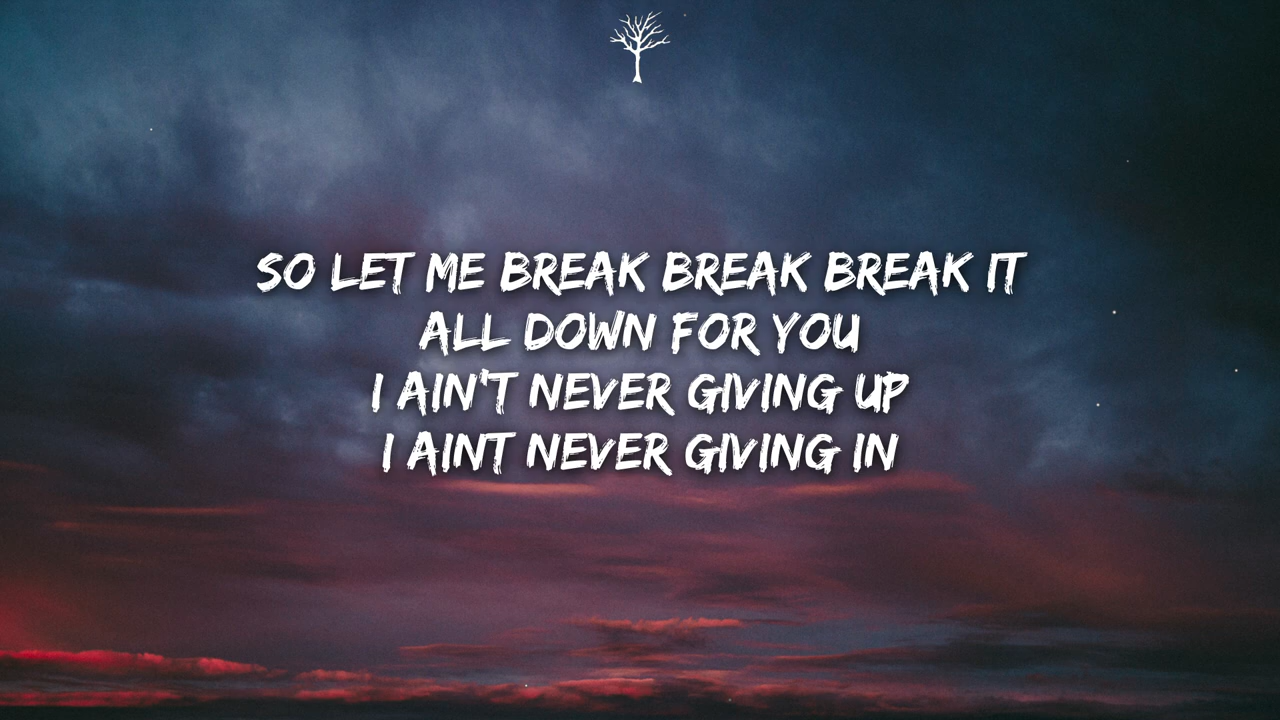 SO LET ME BREAK BREAK BREAK IT
ALL DOWN FOR YOU
I AIN'T NEVER GIVING UP
I AINT NEVER GIVING IN